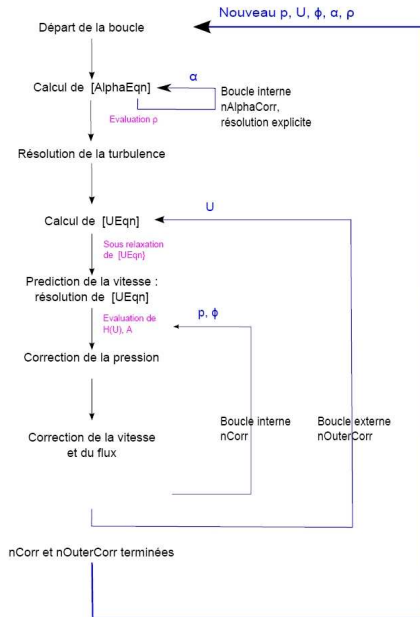 Nouveau p, U, ϕ, α, ρ
Départ de la boucle
α
Calcul de [AlphaEqn]
Boucle interne
nAlphaCorr,
résolution explicite
Evaluation ρ
Résolution de la turbulence
U
Calcul de [UEqn]
Sous relaxation
de [UEqn]
Prediction de la vitesse :
résolution de [UEqn]
Evaluation de
H(U), A
p, ϕ
Correction de la pression
Boucle interne
nCorr
Boucle externe
nOuterCorr
Correction de la vitesse
et du flux
nCorr et nOuterCorr terminées